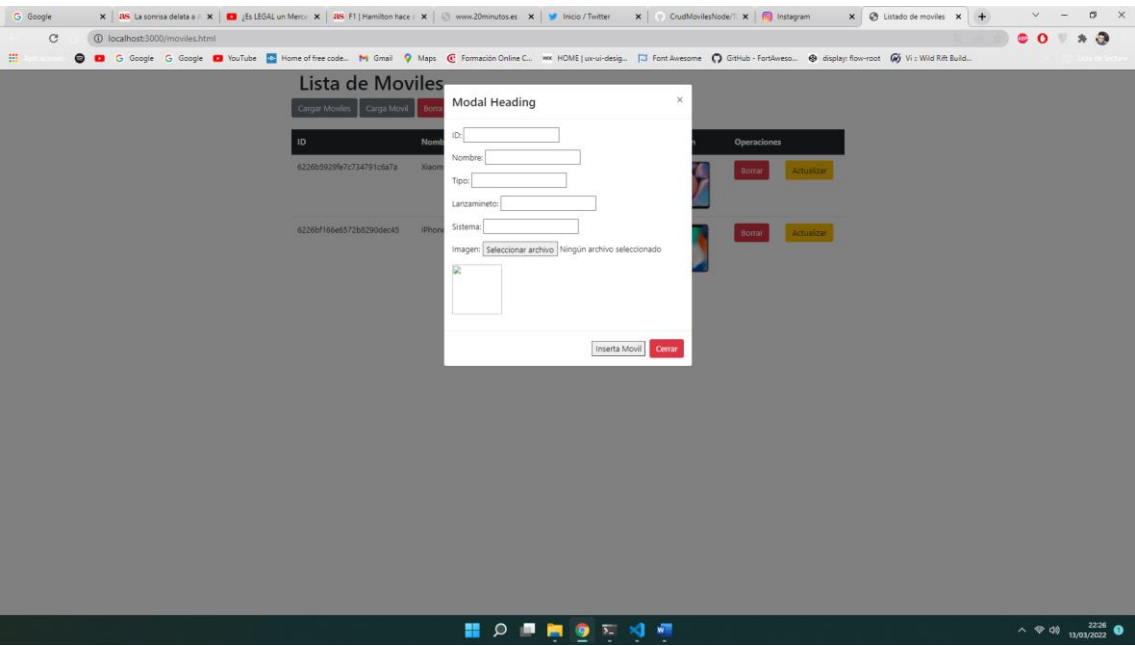 Google
La sonrisa delata a
¿Es LEGAL un Merce
F1 | Hamilton hace
www.20minutos.es
Inicio / Twitter
CrudMovilesNode/
Instagram
Listado de moviles
localhost:3000/moviles.html
Google
Google
YouTube
Home of free code...
Gmail
Maps
Formación Online C...
HOME | ux-ui-desig...
Font Awesome
GitHub - FortAweso...
display: flow-root
Vi :: Wild Rift Build...
Lista de lectura
Lista de Moviles
Cargar Moviles
Carga Movil
Borra
ID
Nomb
Operaciones
6226b5929fe7c734791c6a7a
Xiaom
Borrar
Actualizar
6226bf166e6572b8290dec45
iPhone
Borrar
Actualizar
Modal Heading
ID:
Nombre:
Tipo:
Lanzamineto:
Sistema:
Imagen: Seleccionar archivo Ningún archivo seleccionado
Inserta Movil
Cerrar
22:26
13/03/2022